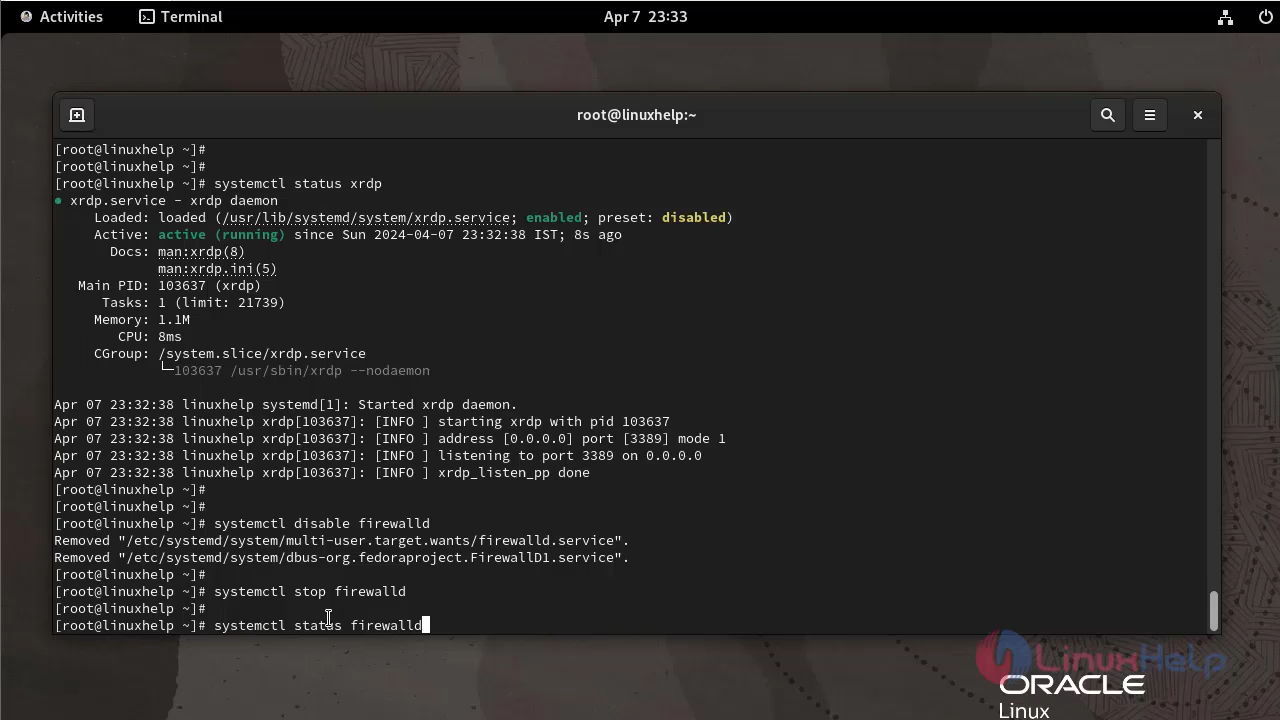 Activities Terminal Apr 7 23:33
root@linuxhelp:~
[root@linuxhelp ~]#
[root@linuxhelp ~]#
[root@linuxhelp ~]# systemctl status xrdp
● xrdp.service - xrdp daemon
Loaded: loaded (/usr/lib/systemd/system/xrdp.service; enabled; preset: disabled)
Active: active (running) since Sun 2024-04-07 23:32:38 IST; 8s ago
Docs: man:xrdp(8)
man:xrdp.ini(5)
Main PID: 103637 (xrdp)
Tasks: 1 (limit: 21739)
Memory: 1.1M
CPU: 8ms
CGroup: /system.slice/xrdp.service
└─103637 /usr/sbin/xrdp --nodaemon
Apr 07 23:32:38 linuxhelp systemd[1]: Started xrdp daemon.
Apr 07 23:32:38 linuxhelp xrdp[103637]: [INFO ] starting xrdp with pid 103637
Apr 07 23:32:38 linuxhelp xrdp[103637]: [INFO ] address [0.0.0.0] port [3389] mode 1
Apr 07 23:32:38 linuxhelp xrdp[103637]: [INFO ] listening to port 3389 on 0.0.0.0
Apr 07 23:32:38 linuxhelp xrdp[103637]: [INFO ] xrdp_listen_pp done
[root@linuxhelp ~]#
[root@linuxhelp ~]#
[root@linuxhelp ~]# systemctl disable firewalld
Removed "/etc/systemd/system/multi-user.target.wants/firewalld.service".
Removed "/etc/systemd/system/dbus-org.fedoraproject.FirewallD1.service".
[root@linuxhelp ~]#
[root@linuxhelp ~]# systemctl stop firewalld
[root@linuxhelp ~]#
[root@linuxhelp ~]# systemctl status firewalld
LinuxHelp
ORACLE
Linux